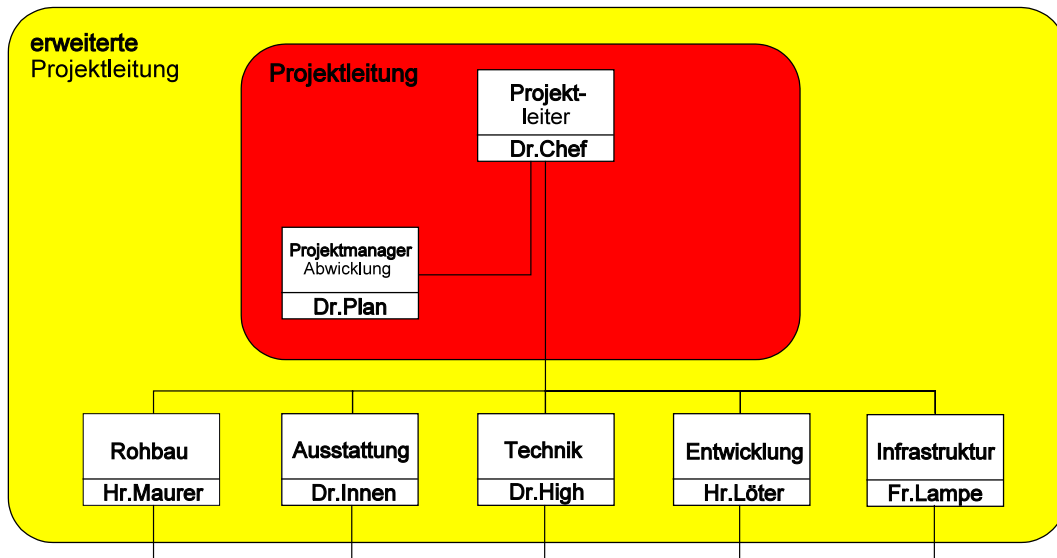 erweiterte
Projektleitung
Projektleitung
Projekt-
leiter
Dr.Chef
Projektmanager
Abwicklung
Dr.Plan
Rohbau
Hr.Maurer
Ausstattung
Dr.Innen
Technik
Dr.High
Entwicklung
Hr.Löter
Infrastruktur
Fr.Lampe